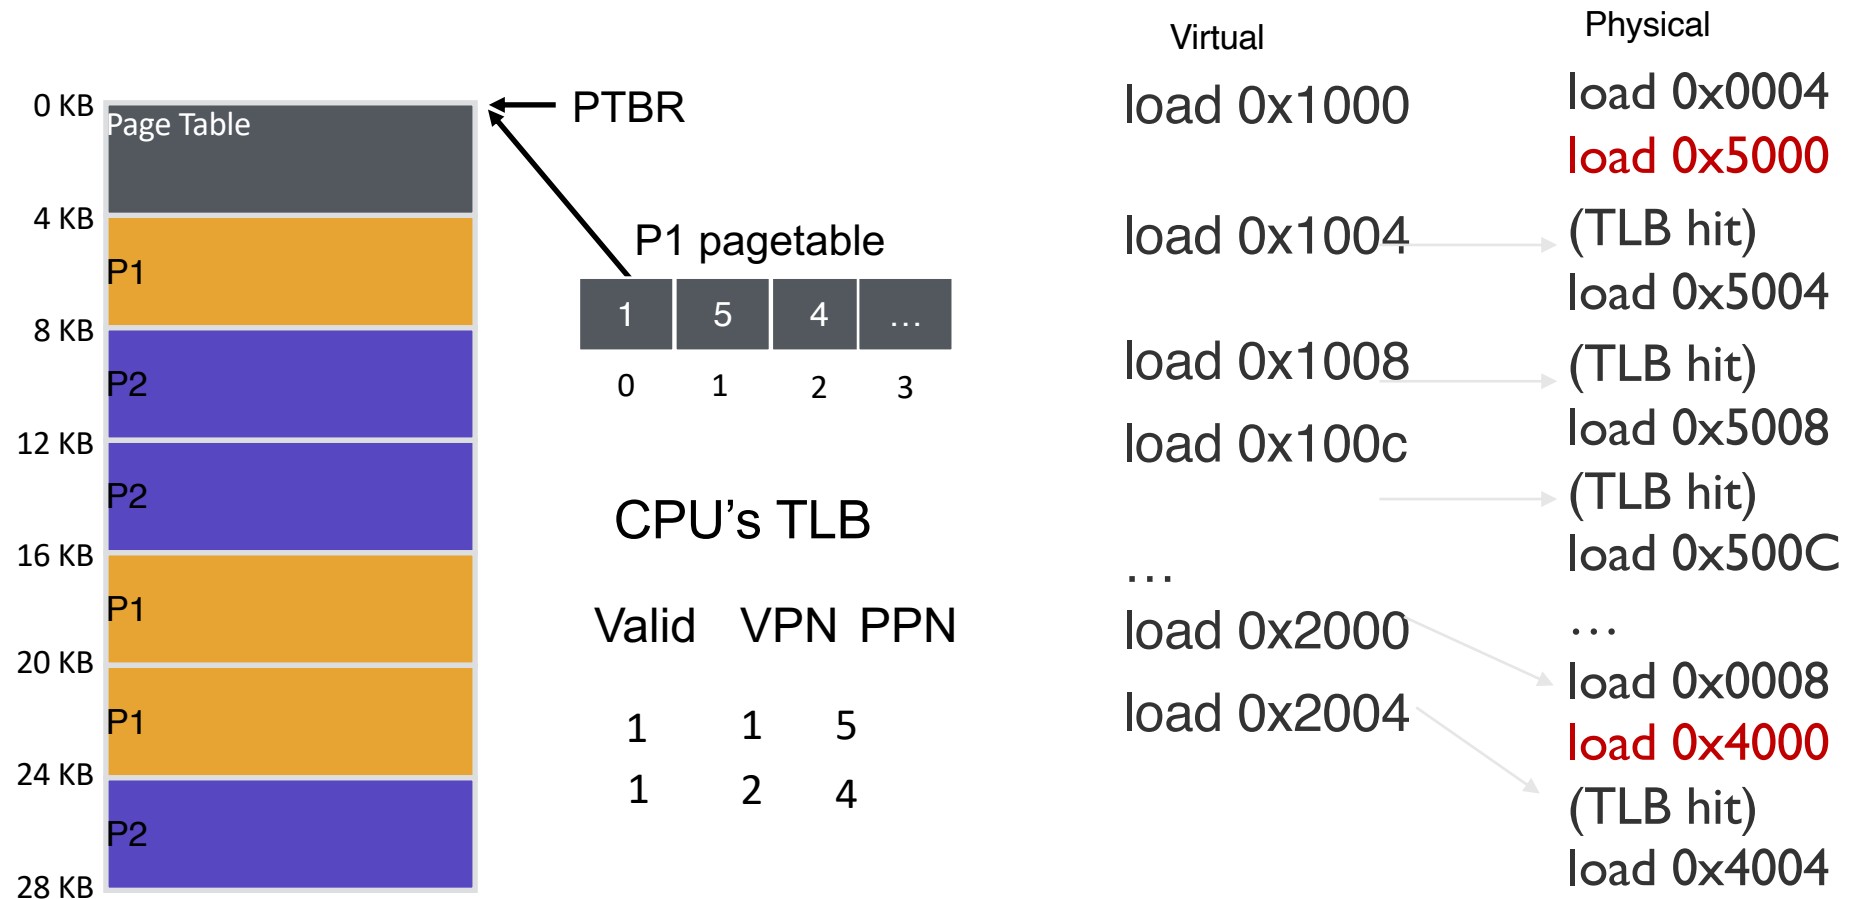 0 KB
Page Table
4 KB
P1
8 KB
P2
12 KB
P2
16 KB
P1
20 KB
P1
24 KB
P2
28 KB
PTBR
P1 pagetable
1 5 4 …
0 1 2 3
CPU’s TLB
Valid VPN PPN
1 1 5
1 2 4
Virtual
load 0x1000
load 0x1004
load 0x1008
load 0x100c
…
load 0x2000
load 0x2004
Physical
load 0x0004
load 0x5000
(TLB hit)
load 0x5004
(TLB hit)
load 0x5008
(TLB hit)
load 0x500C
…
load 0x0008
load 0x4000
(TLB hit)
load 0x4004